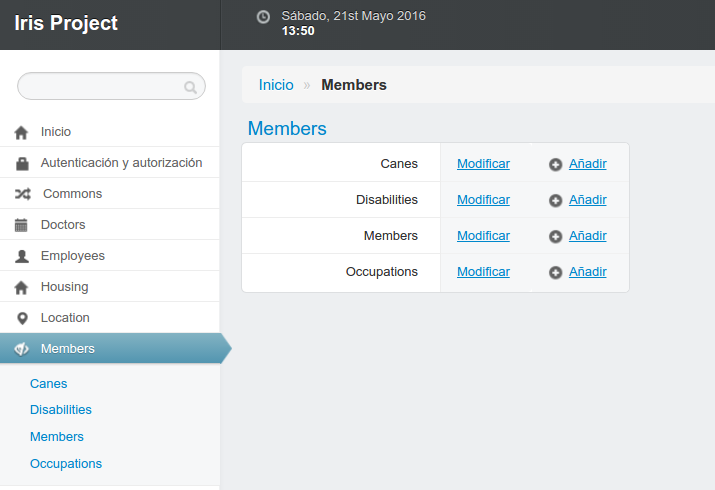 Iris Project
Sábado, 21st Mayo 2016
13:50
Inicio » Members
Inicio
Autenticación y autorización
Commons
Doctors
Employees
Housing
Location
Members
Canes
Disabilities
Members
Occupations
Members
Canes Modificar Añadir
Disabilities Modificar Añadir
Members Modificar Añadir
Occupations Modificar Añadir